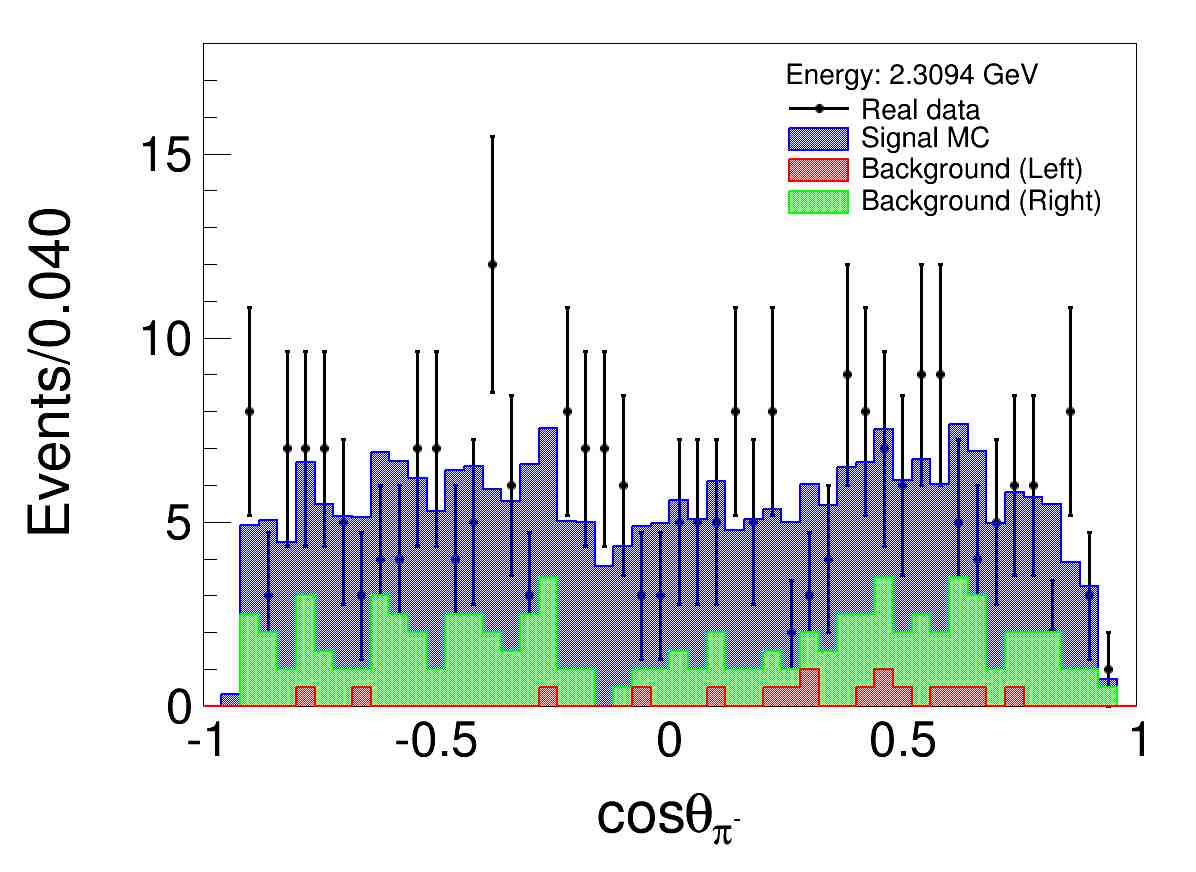 Energy: 2.3094 GeV
Real data
Signal MC
Background (Left)
Background (Right)
Events/0.040
15
10
5
0
-1
-0.5
0
0.5
1
cosθπ-